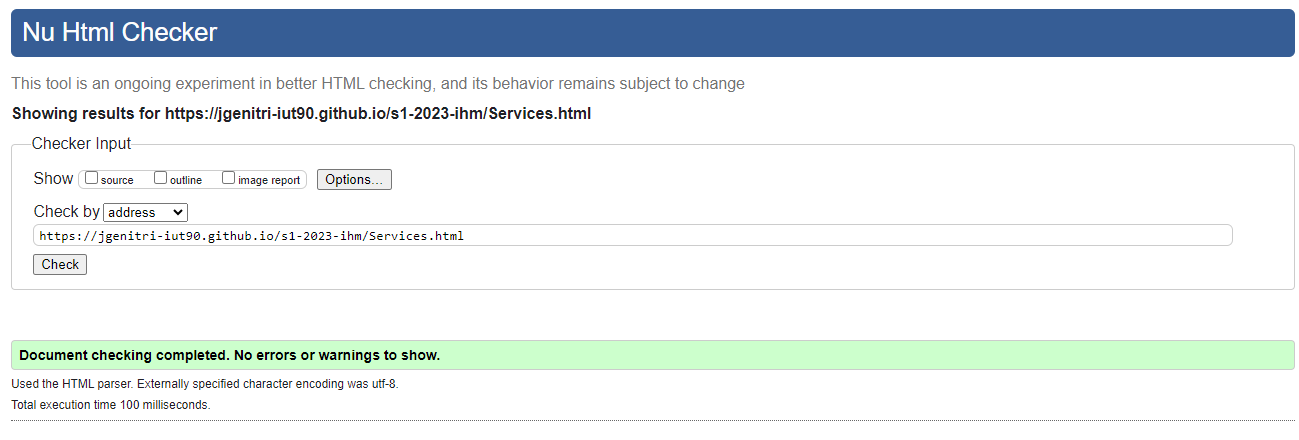 Nu Html Checker
This tool is an ongoing experiment in better HTML checking, and its behavior remains subject to change
Showing results for https://jgenitri-iut90.github.io/s1-2023-ihm/Services.html
Checker Input
Show source outline image report Options...
Check by address
https://jgenitri-iut90.github.io/s1-2023-ihm/Services.html
Check
Document checking completed. No errors or warnings to show.
Used the HTML parser. Externally specified character encoding was utf-8.
Total execution time 100 milliseconds.